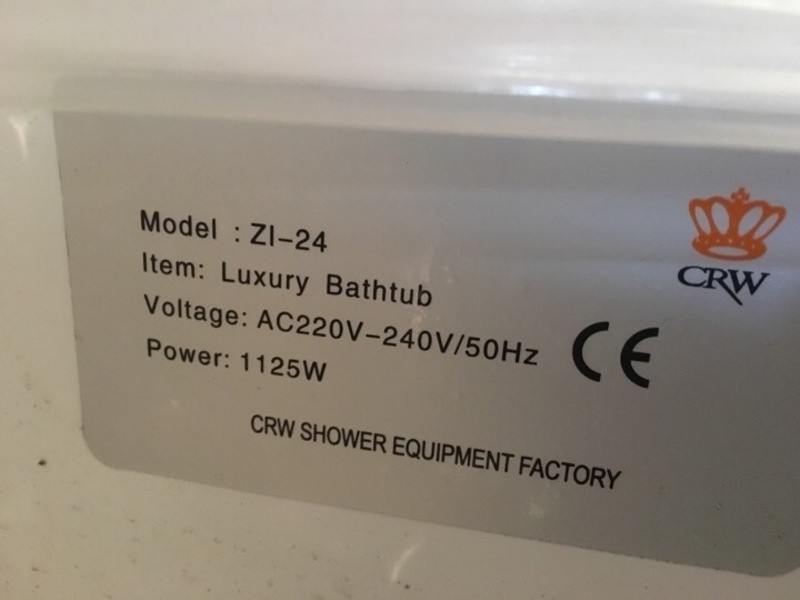 Model : ZI-24
Item: Luxury Bathtub
Voltage: AC220V-240V/50Hz
Power: 1125W
CE
CRW
CRW SHOWER EQUIPMENT FACTORY